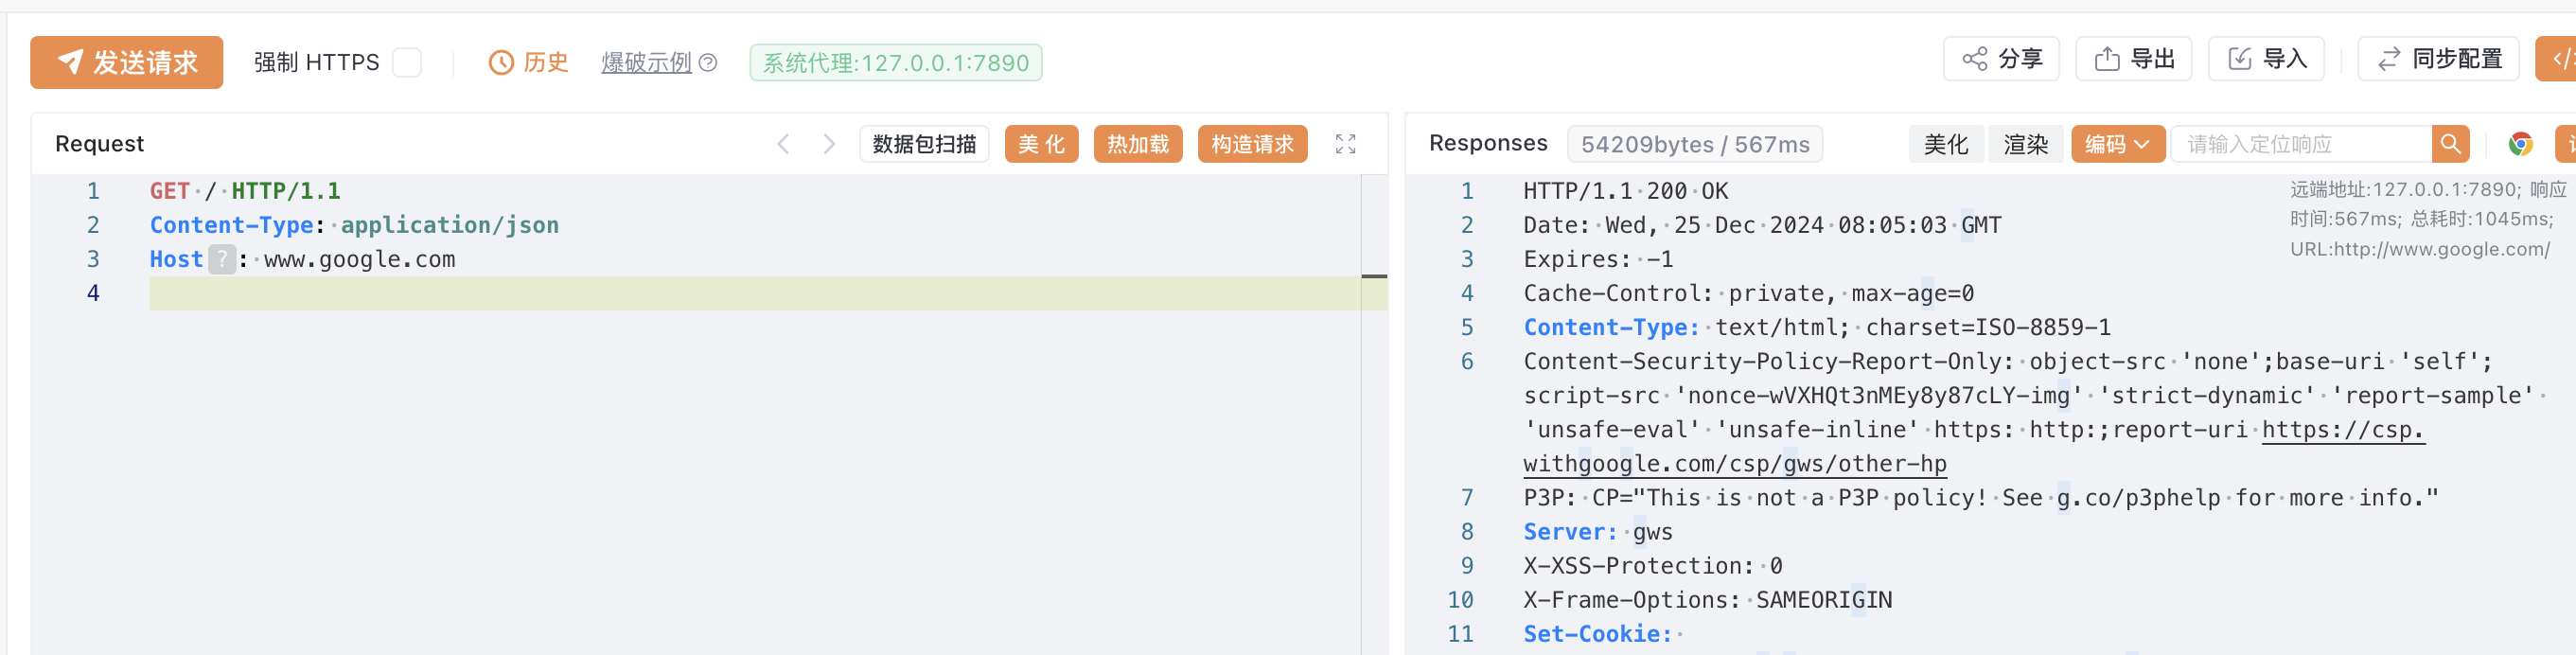 发送请求 强制 HTTPS 历史 爆破示例 系统代理:127.0.0.1:7890 分享 导出 导入 同步配置
Request 数据包扫描 美化 热加载 构造请求
1 GET / HTTP/1.1
2 Content-Type: application/json
3 Host ? : www.google.com
4
Responses 54209bytes / 567ms 美化 渲染 编码 请输入定位响应
远端地址:127.0.0.1:7890; 响应
时间:567ms; 总耗时:1045ms;
URL:http://www.google.com/
1 HTTP/1.1 200 OK
2 Date: Wed, 25 Dec 2024 08:05:03 GMT
3 Expires: -1
4 Cache-Control: private, max-age=0
5 Content-Type: text/html; charset=ISO-8859-1
6 Content-Security-Policy-Report-Only: object-src 'none';base-uri 'self';
script-src 'nonce-wVXHQt3nMEy8y87cLY-img' 'strict-dynamic' 'report-sample'
'unsafe-eval' 'unsafe-inline' https: http:;report-uri https://csp.
withgoogle.com/csp/gws/other-hp
7 P3P: CP="This is not a P3P policy! See g.co/p3phelp for more info."
8 Server: gws
9 X-XSS-Protection: 0
10 X-Frame-Options: SAMEORIGIN
11 Set-Cookie: